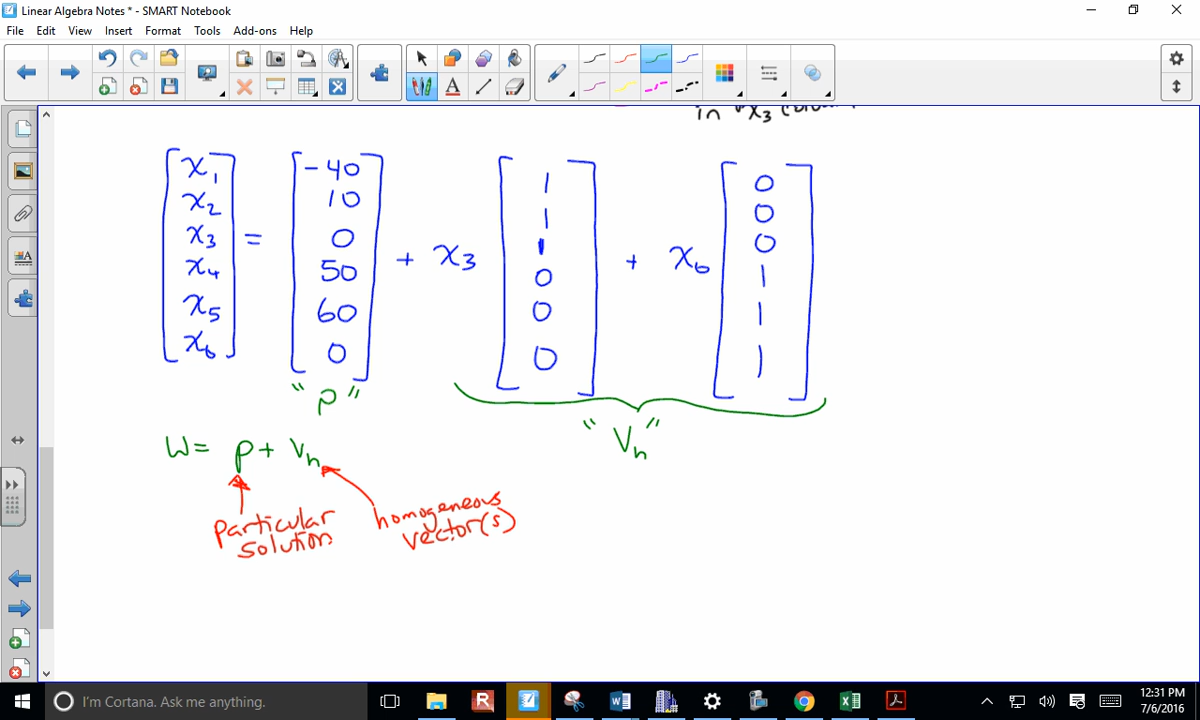 Linear Algebra Notes * - SMART Notebook
File Edit View Insert Format Tools Add-ons Help
in x3
[x1 x2 x3 x4 x5 x6] = [-40 10 0 50 60 0] + x3 [1 1 1 0 0 0] + x6 [0 0 0 1 1 1]
"p"
"Vh"
W = p + Vh
particular
solution
homogeneous
vector(s)
I'm Cortana. Ask me anything.
12:31 PM
7/6/2016